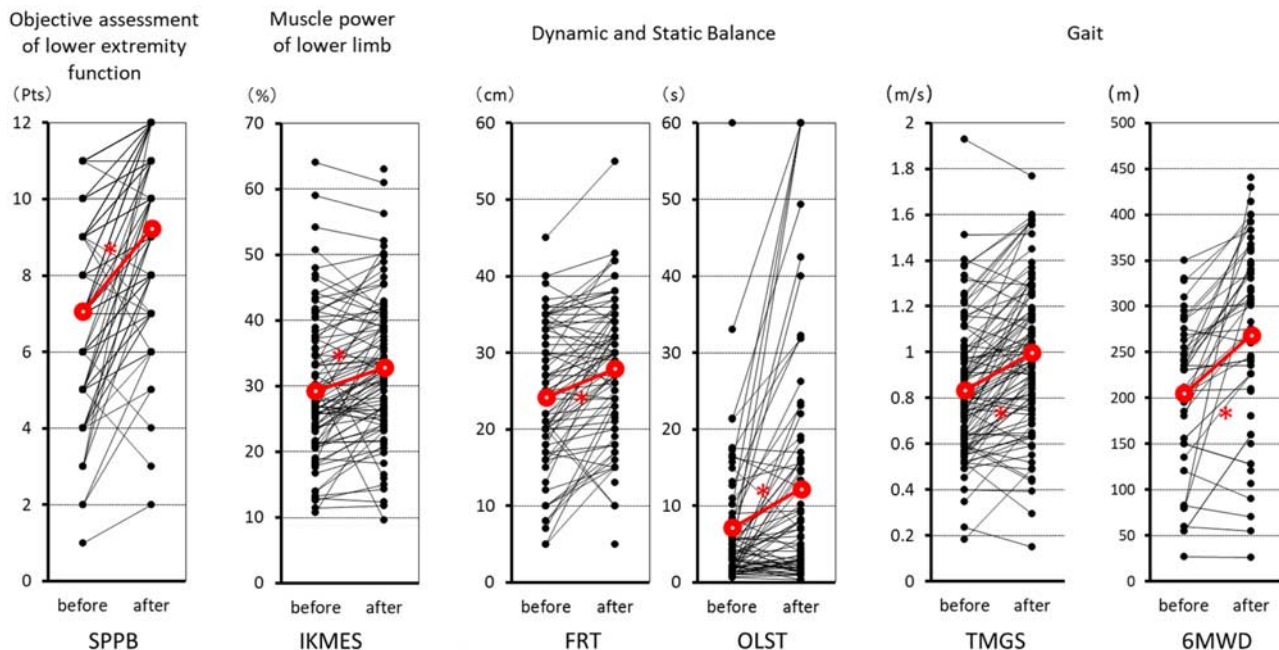 Objective assessment
of lower extremity
function
Muscle power
of lower limb
Dynamic and Static Balance
Gait
(Pts)
(%)
(cm)
(s)
(m/s)
(m)
12
10
8
6
4
2
0
70
60
50
40
30
20
10
0
60
50
40
30
20
10
0
60
50
40
30
20
10
0
2
1.8
1.6
1.4
1.2
1
0.8
0.6
0.4
0.2
0
500
450
400
350
300
250
200
150
100
50
0
*
*
*
*
*
*
before after
before after
before after
before after
before after
before after
SPPB
IKMES
FRT
OLST
TMGS
6MWD